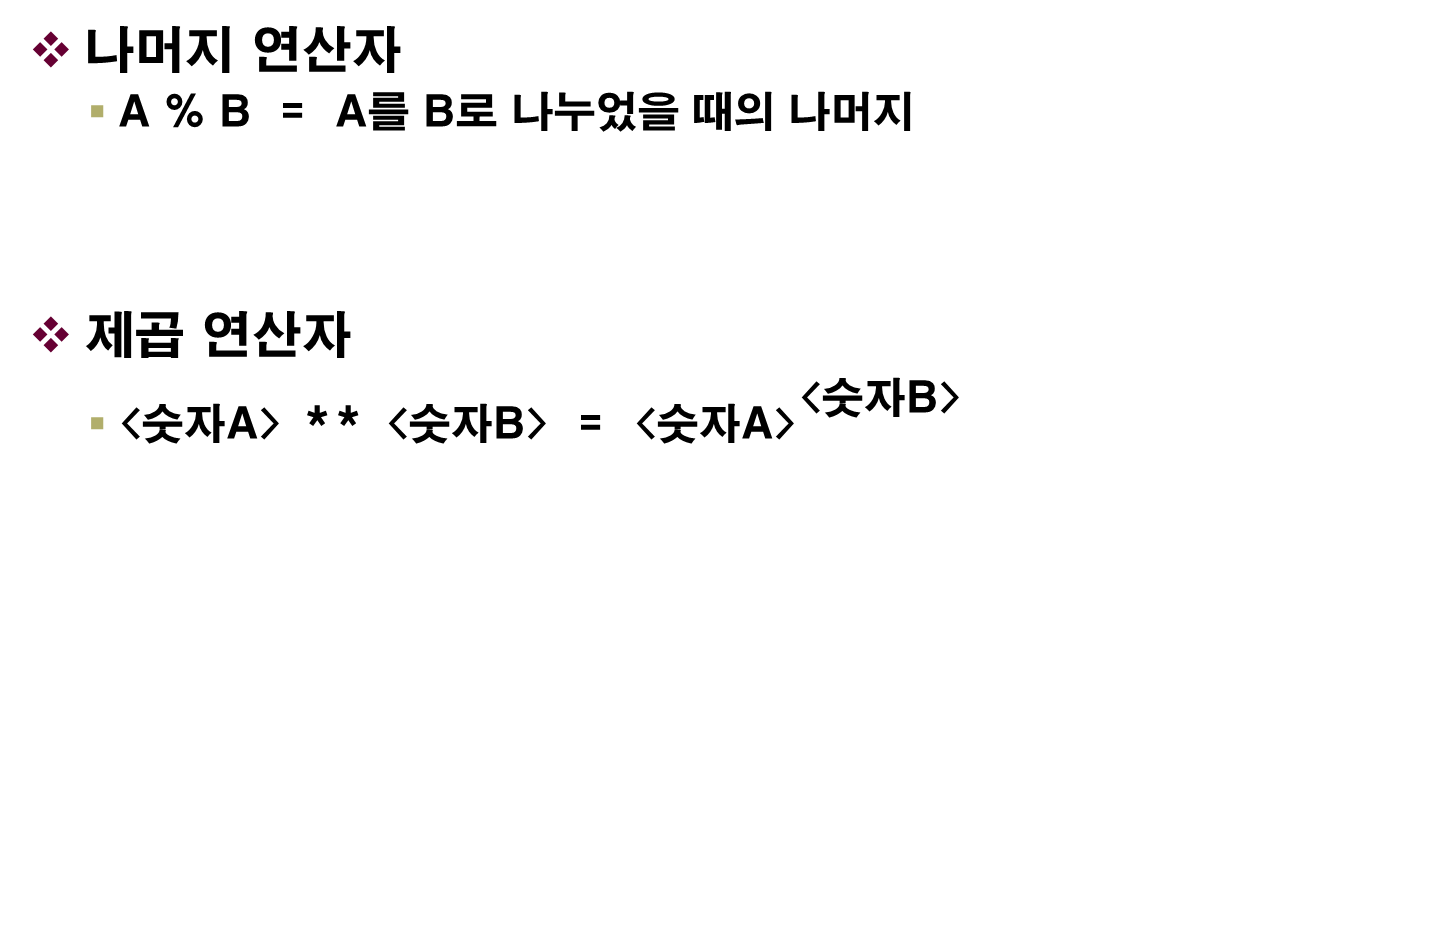 ❖ 나머지 연산자
▪ A % B = A를 B로 나누었을 때의 나머지
❖ 제곱 연산자
▪ <숫자A> ** <숫자B> = <숫자A><숫자B>